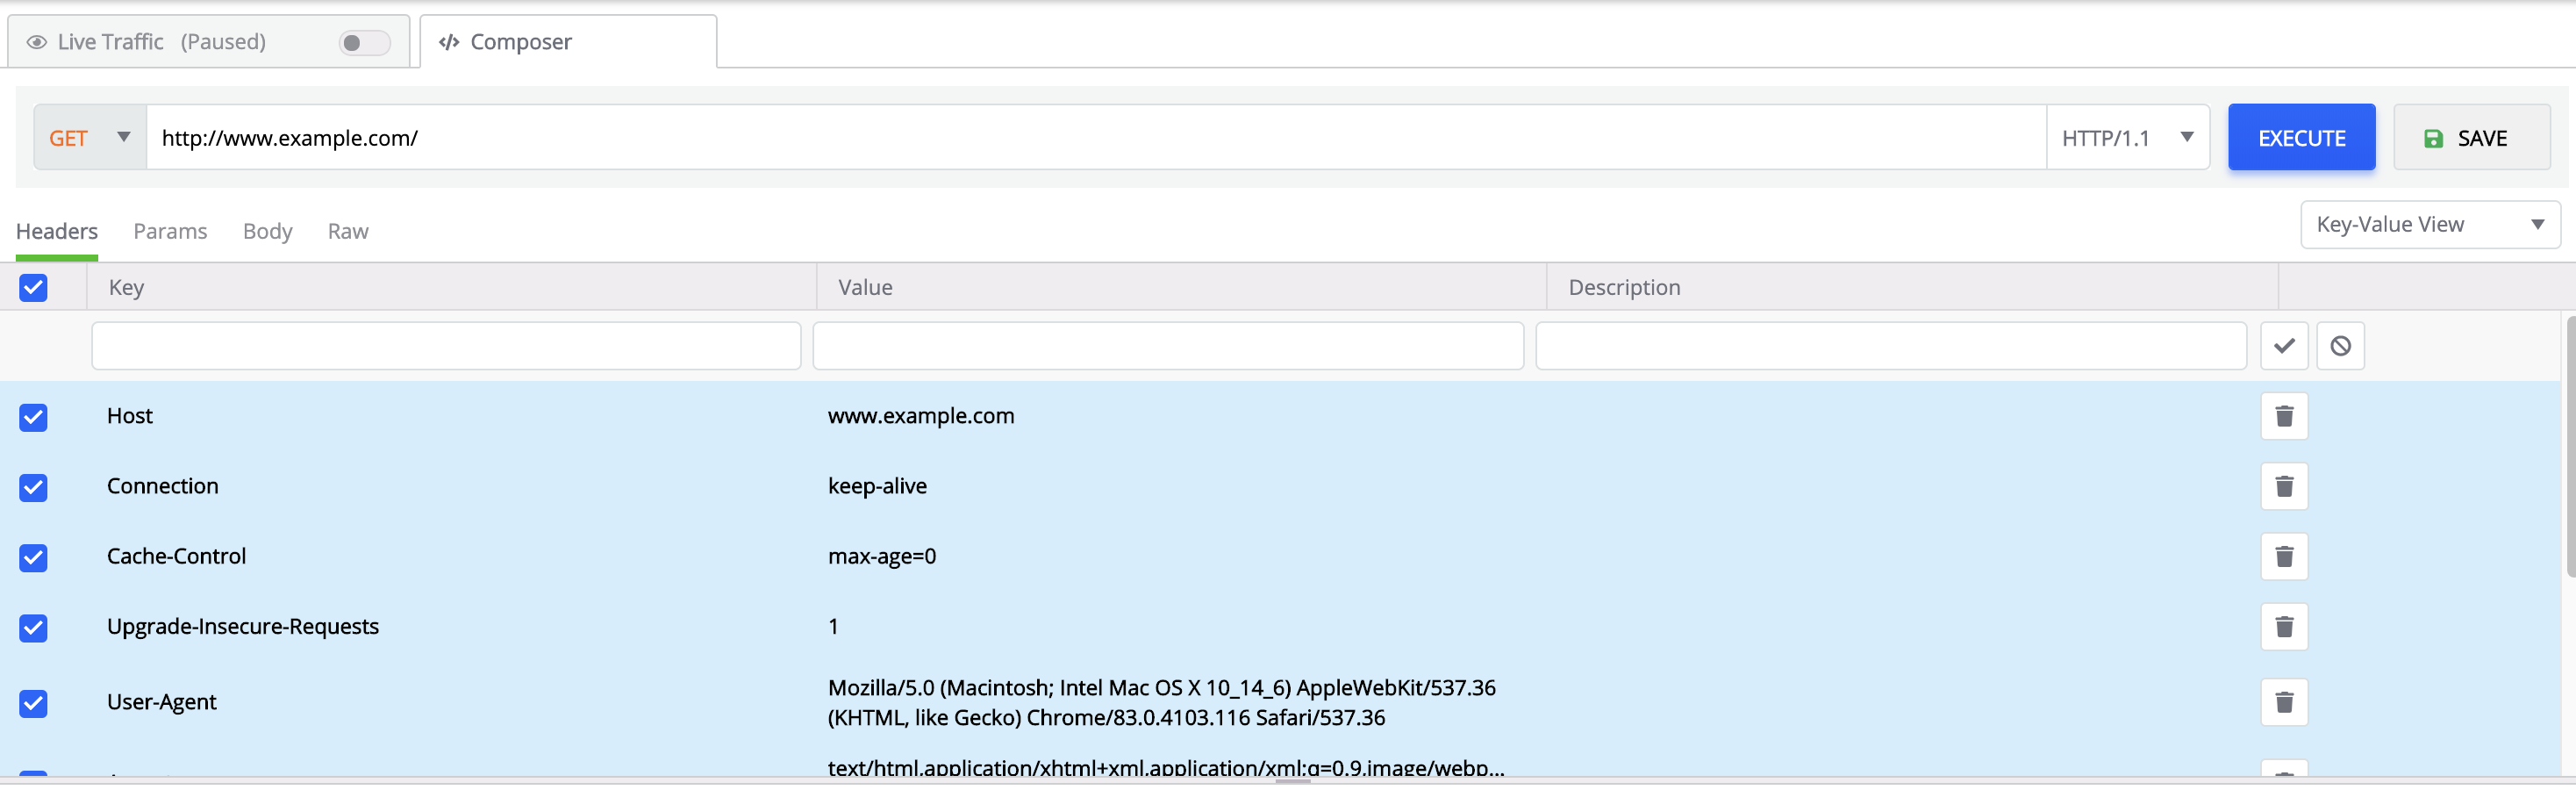 Live Traffic (Paused)
Composer
GET
http://www.example.com/
HTTP/1.1
EXECUTE
SAVE
Headers
Params
Body
Raw
Key-Value View
Key
Value
Description
Host
www.example.com
Connection
keep-alive
Cache-Control
max-age=0
Upgrade-Insecure-Requests
1
User-Agent
Mozilla/5.0 (Macintosh; Intel Mac OS X 10_14_6) AppleWebKit/537.36
(KHTML, like Gecko) Chrome/83.0.4103.116 Safari/537.36
text/html,application/xhtml+xml,application/xml;q=0.9,image/webp...